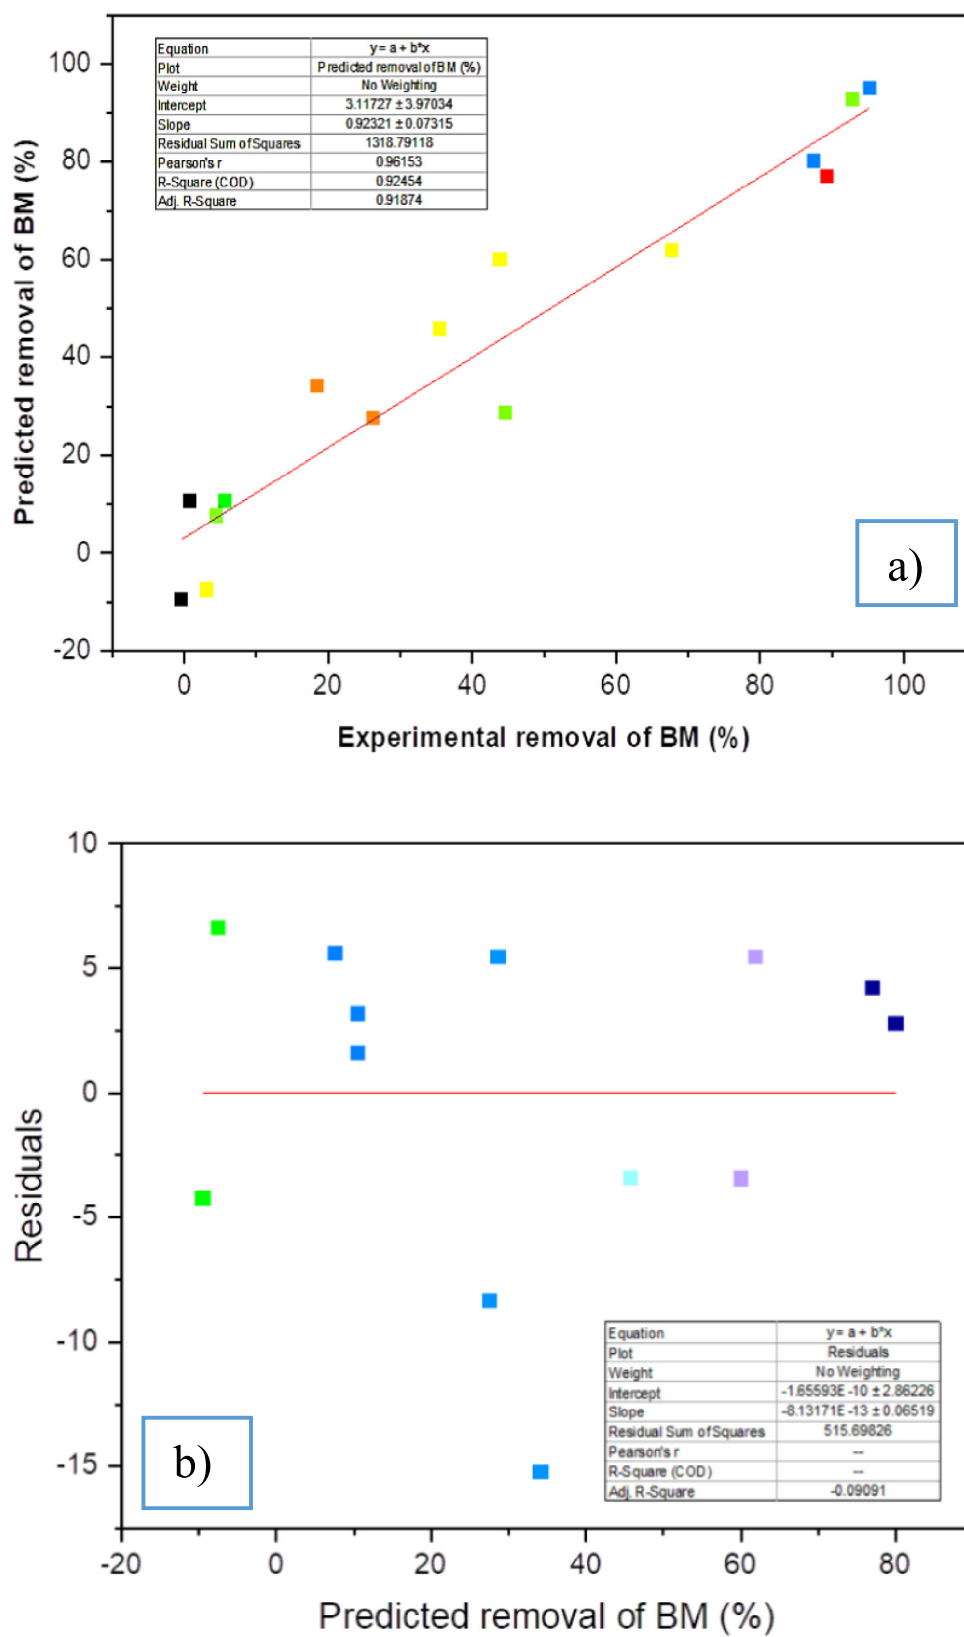 100
80
60
40
20
0
-20
Predicted removal of BM (%)
Equation y = a + b*x
Plot Predicted removal of BM (%)
Weight No Weighting
Intercept 3.11727 ± 3.97034
Slope 0.92321 ± 0.07315
Residual Sum of Squares 1318.79118
Pearson's r 0.96153
R-Square (COD) 0.92454
Adj. R-Square 0.91874
a)
0 20 40 60 80 100
Experimental removal of BM (%)
10
5
0
-5
-10
-15
Residuals
Equation y = a + b*x
Plot Residuals
Weight No Weighting
Intercept -1.65593E-10 ± 2.86226
Slope -8.13171E-13 ± 0.06519
Residual Sum of Squares 515.69826
Pearson's r --
R-Square (COD) --
Adj. R-Square -0.09091
b)
-20 0 20 40 60 80
Predicted removal of BM (%)